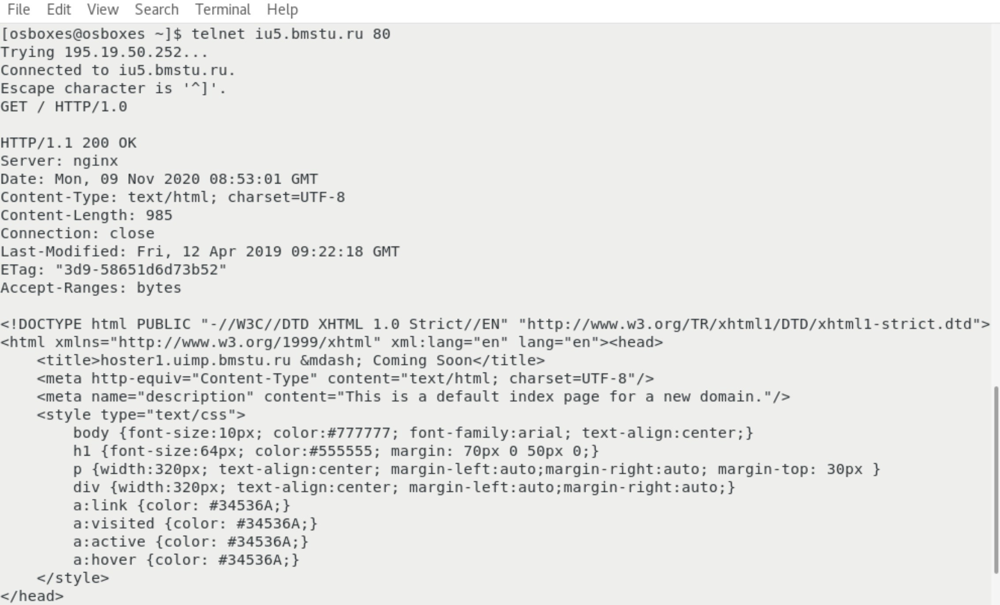 File Edit View Search Terminal Help
[osboxes@osboxes ~]$ telnet iu5.bmstu.ru 80
Trying 195.19.50.252...
Connected to iu5.bmstu.ru.
Escape character is '^]'.
GET / HTTP/1.0

HTTP/1.1 200 OK
Server: nginx
Date: Mon, 09 Nov 2020 08:53:01 GMT
Content-Type: text/html; charset=UTF-8
Content-Length: 985
Connection: close
Last-Modified: Fri, 12 Apr 2019 09:22:18 GMT
ETag: "3d9-58651d6d73b52"
Accept-Ranges: bytes

<!DOCTYPE html PUBLIC "-//W3C//DTD XHTML 1.0 Strict//EN" "http://www.w3.org/TR/xhtml1/DTD/xhtml1-strict.dtd">
<html xmlns="http://www.w3.org/1999/xhtml" xml:lang="en" lang="en"><head>
    <title>hoster1.uimp.bmstu.ru &mdash; Coming Soon</title>
    <meta http-equiv="Content-Type" content="text/html; charset=UTF-8"/>
    <meta name="description" content="This is a default index page for a new domain."/>
    <style type="text/css">
        body {font-size:10px; color:#777777; font-family:arial; text-align:center;}
        h1 {font-size:64px; color:#555555; margin: 70px 0 50px 0;}
        p {width:320px; text-align:center; margin-left:auto;margin-right:auto; margin-top: 30px }
        div {width:320px; text-align:center; margin-left:auto;margin-right:auto;}
        a:link {color: #34536A;}
        a:visited {color: #34536A;}
        a:active {color: #34536A;}
        a:hover {color: #34536A;}
    </style>
</head>